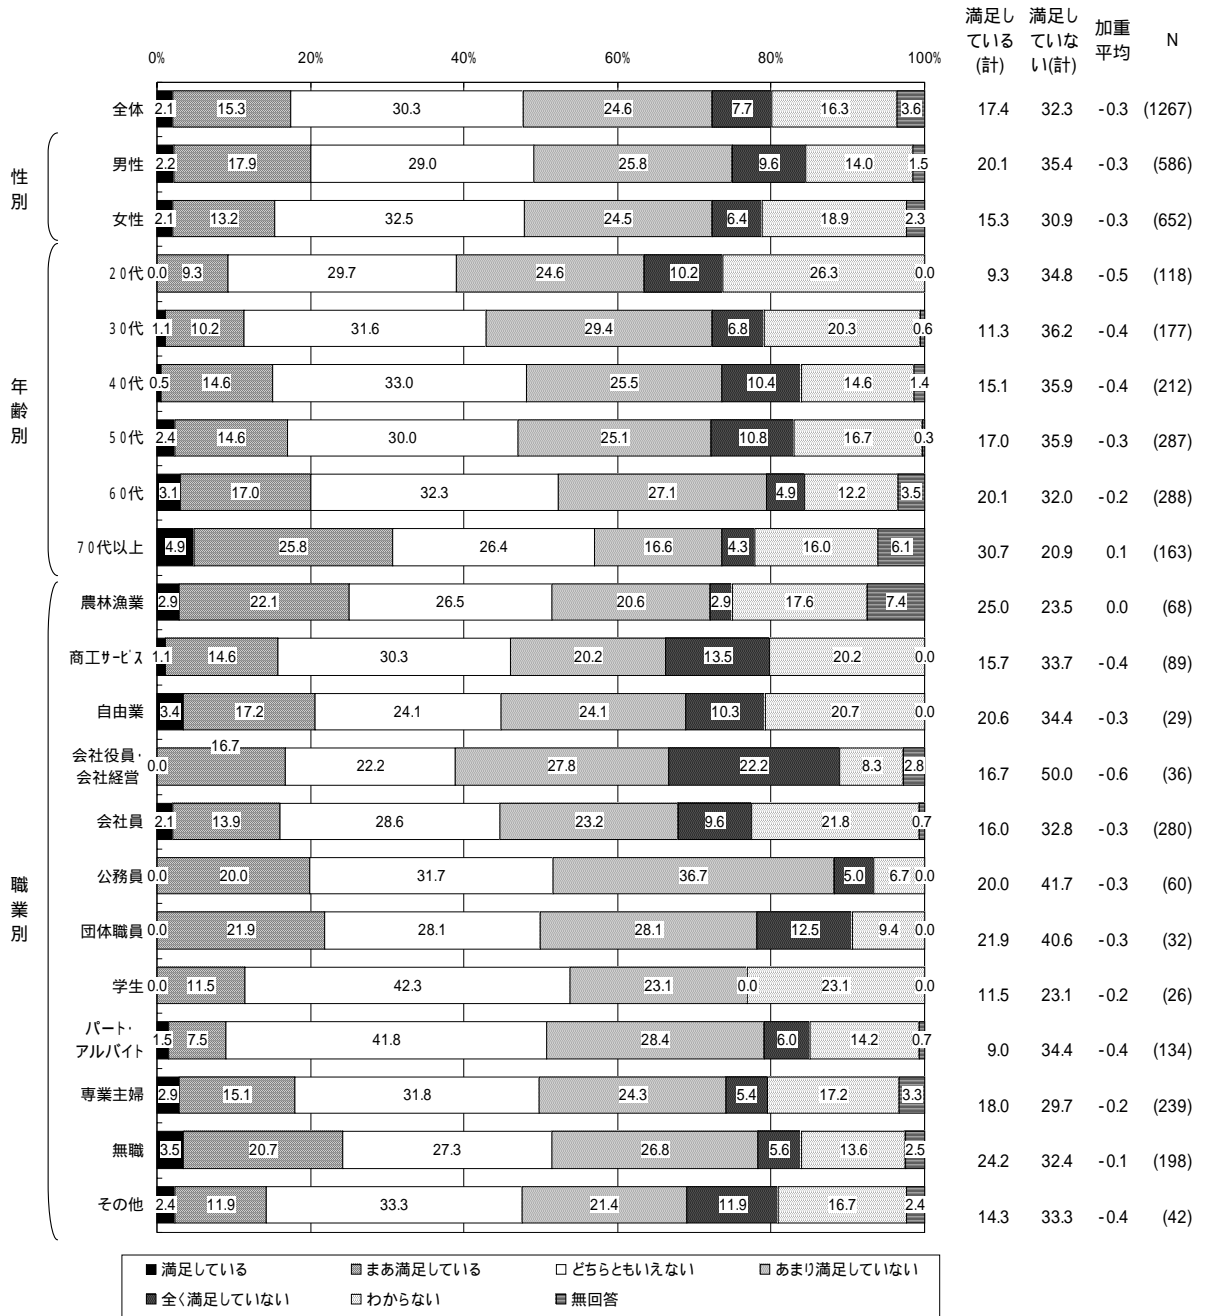 満足し 満足し 加重 N
ている ていな 平均
(計) い(計)
0% 20% 40% 60% 80% 100%
全体 2.1 15.3 30.3 24.6 7.7 16.3 3.6 17.4 32.3 -0.3 (1267)
性別
男性 2.2 17.9 29.0 25.8 9.6 14.0 1.5 20.1 35.4 -0.3 (586)
女性 2.1 13.2 32.5 24.5 6.4 18.9 2.3 15.3 30.9 -0.3 (652)
年齢別
20代 0.0 9.3 29.7 24.6 10.2 26.3 0.0 9.3 34.8 -0.5 (118)
30代 1.1 10.2 31.6 29.4 6.8 20.3 0.6 11.3 36.2 -0.4 (177)
40代 0.5 14.6 33.0 25.5 10.4 14.6 1.4 15.1 35.9 -0.4 (212)
50代 2.4 14.6 30.0 25.1 10.8 16.7 0.3 17.0 35.9 -0.3 (287)
60代 3.1 17.0 32.3 27.1 4.9 12.2 3.5 20.1 32.0 -0.2 (288)
70代以上 4.9 25.8 26.4 16.6 4.3 16.0 6.1 30.7 20.9 0.1 (163)
職業別
農林漁業 2.9 22.1 26.5 20.6 2.9 17.6 7.4 25.0 23.5 0.0 (68)
商工サービス 1.1 14.6 30.3 20.2 13.5 20.2 0.0 15.7 33.7 -0.4 (89)
自由業 3.4 17.2 24.1 24.1 10.3 20.7 0.0 20.6 34.4 -0.3 (29)
会社役員・
会社経営 0.0 16.7 22.2 27.8 22.2 8.3 2.8 16.7 50.0 -0.6 (36)
会社員 2.1 13.9 28.6 23.2 9.6 21.8 0.7 16.0 32.8 -0.3 (280)
公務員 0.0 20.0 31.7 36.7 5.0 6.7 0.0 20.0 41.7 -0.3 (60)
団体職員 0.0 21.9 28.1 28.1 12.5 9.4 0.0 21.9 40.6 -0.3 (32)
学生 0.0 11.5 42.3 23.1 0.0 23.1 0.0 11.5 23.1 -0.2 (26)
パート・
アルバイト 1.5 7.5 41.8 28.4 6.0 14.2 0.7 9.0 34.4 -0.4 (134)
専業主婦 2.9 15.1 31.8 24.3 5.4 17.2 3.3 18.0 29.7 -0.2 (239)
無職 3.5 20.7 27.3 26.8 5.6 13.6 2.5 24.2 32.4 -0.1 (198)
その他 2.4 11.9 33.3 21.4 11.9 16.7 2.4 14.3 33.3 -0.4 (42)
満足している まあ満足している どちらともいえない あまり満足していない
全く満足していない わからない 無回答